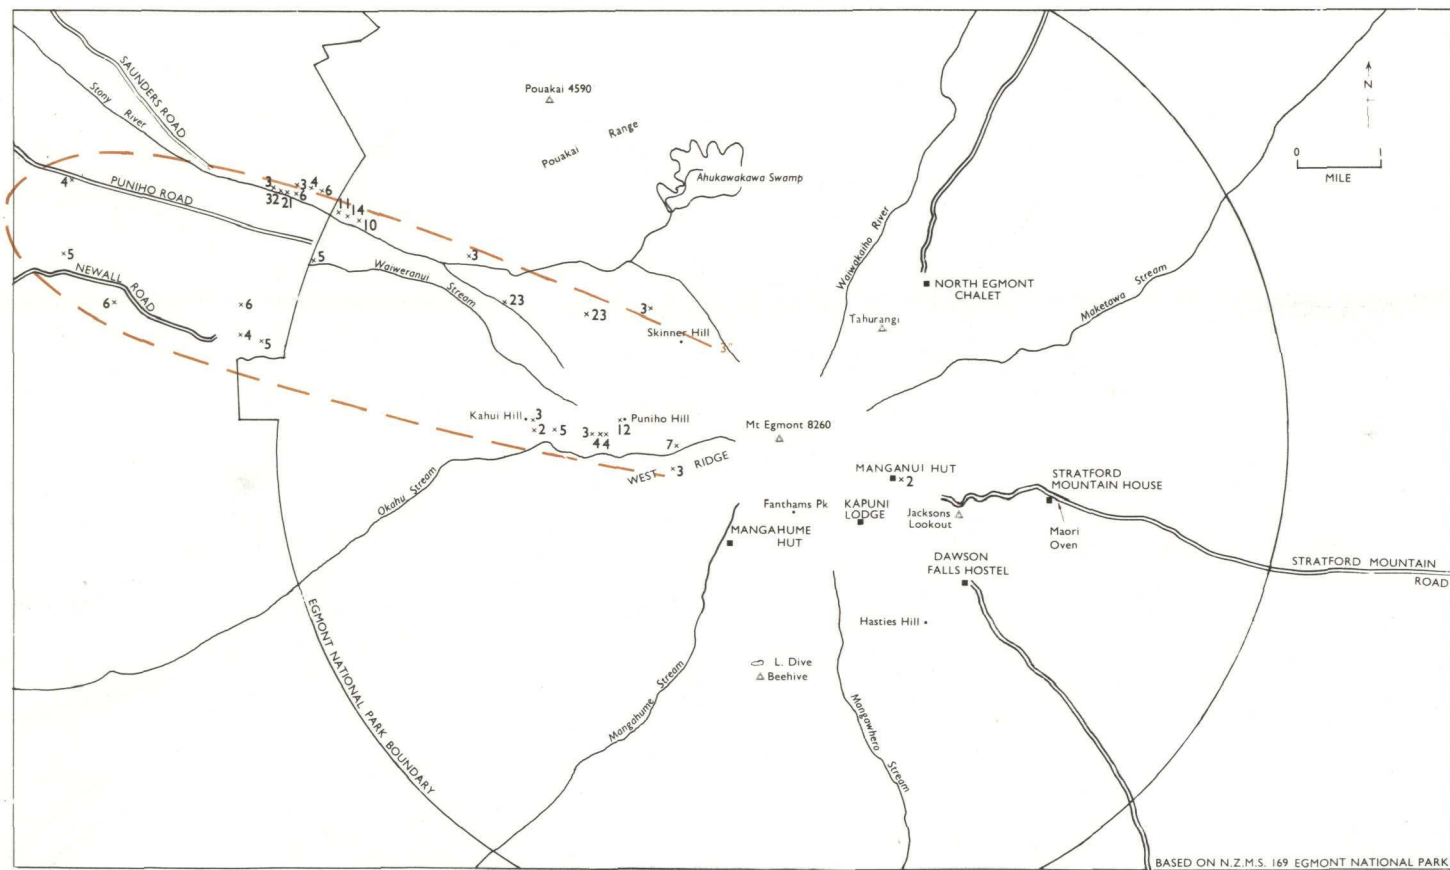 SAUNDERS ROAD
Stony River
Pouakai 4590
Pouakai Range
Ahukawakawa Swamp
N
0 1
MILE
4
PUNIHO ROAD
3
3
4
6
32
21
6
11
14
10
5
5
NEWALL ROAD
6
6
4
5
Waiweranui Stream
3
23
23
3
Skinner Hill
3"
Waiwakaiho River
NORTH EGMONT
CHALET
Tahurangi
Maketawa Stream
Kahui Hill
3
2
5
3
4
4
12
Puniho Hill
7
3
WEST RIDGE
Mt Egmont 8260
MANGANUI HUT
2
STRATFORD
MOUNTAIN HOUSE
Okahu Stream
Fanthams Pk
KAPUNI
LODGE
Jacksons
Lookout
Maori
Oven
MANGAHUME
HUT
DAWSON
FALLS HOSTEL
STRATFORD MOUNTAIN
ROAD
EGMONT NATIONAL PARK BOUNDARY
Hasties Hill
L. Dive
Beehive
Mangahume Stream
Mangawhero Stream
BASED ON N.Z.M.S. 169 EGMONT NATIONAL PARK